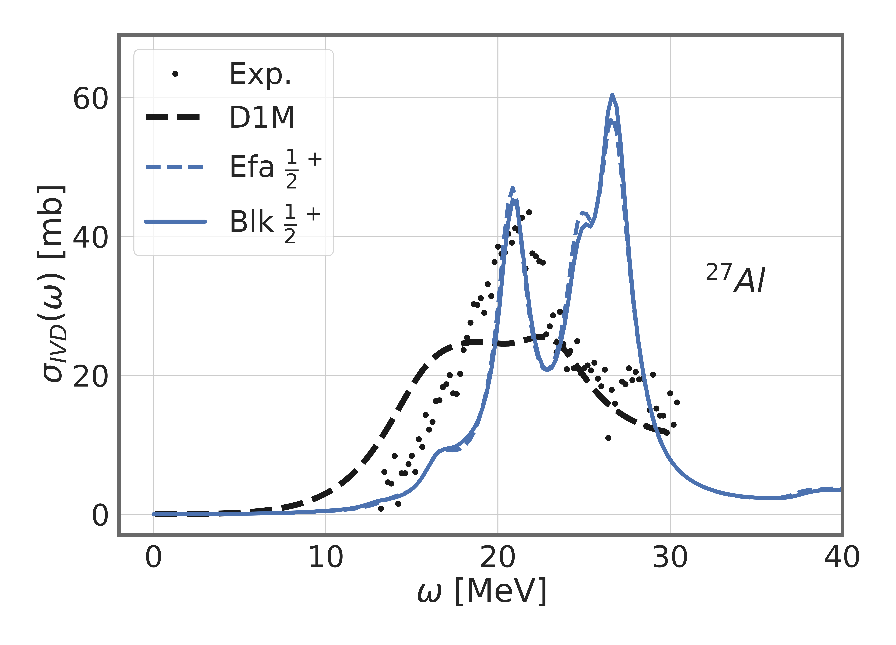 Exp.
D1M
Efa 1/2 +
Blk 1/2 +
27Al
σIVD(ω) [mb]
60
40
20
0
0 10 20 30 40
ω [MeV]